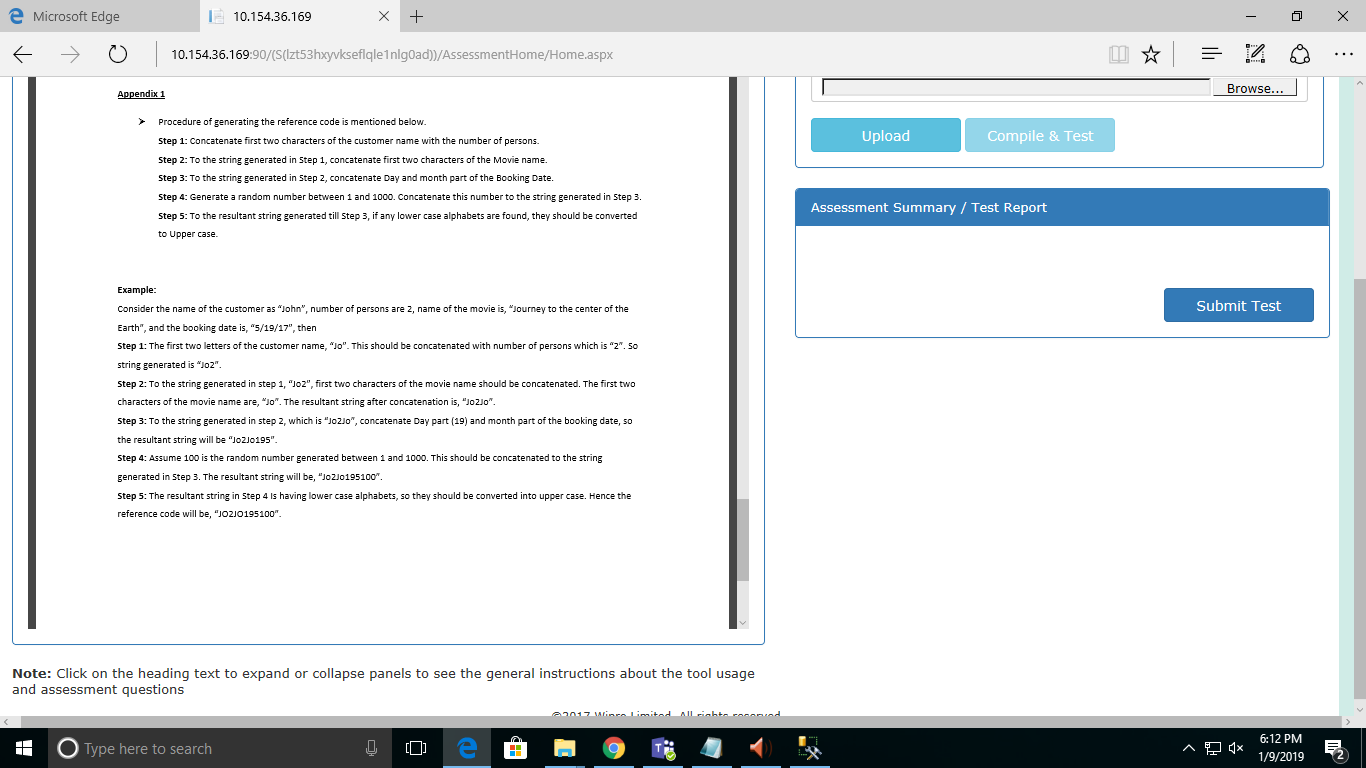 Microsoft Edge
10.154.36.169
10.154.36.169:90/(S(lzt53hxyvkseflqle1nlg0ad))/AssessmentHome/Home.aspx
Appendix 1
Procedure of generating the reference code is mentioned below.
Step 1: Concatenate first two characters of the customer name with the number of persons.
Step 2: To the string generated in Step 1, concatenate first two characters of the Movie name.
Step 3: To the string generated in Step 2, concatenate Day and month part of the Booking Date.
Step 4: Generate a random number between 1 and 1000. Concatenate this number to the string generated in Step 3.
Step 5: To the resultant string generated till Step 3, if any lower case alphabets are found, they should be converted
to Upper case.
Example:
Consider the name of the customer as “John”, number of persons are 2, name of the movie is, “Journey to the center of the
Earth”, and the booking date is, “5/19/17”, then
Step 1: The first two letters of the customer name, “Jo”. This should be concatenated with number of persons which is “2”. So
string generated is “Jo2”.
Step 2: To the string generated in step 1, “Jo2”, first two characters of the movie name should be concatenated. The first two
characters of the movie name are, “Jo”. The resultant string after concatenation is, “Jo2Jo”.
Step 3: To the string generated in step 2, which is “Jo2Jo”, concatenate Day part (19) and month part of the booking date, so
the resultant string will be “Jo2Jo195”.
Step 4: Assume 100 is the random number generated between 1 and 1000. This should be concatenated to the string
generated in Step 3. The resultant string will be, “Jo2Jo195100”.
Step 5: The resultant string in Step 4 is having lower case alphabets, so they should be converted into upper case. Hence the
reference code will be, “JO2JO195100”.
Browse...
Upload
Compile & Test
Assessment Summary / Test Report
Submit Test
Note: Click on the heading text to expand or collapse panels to see the general instructions about the tool usage
and assessment questions
©2017 Wipro Limited. All rights reserved
Type here to search
6:12 PM
1/9/2019
2